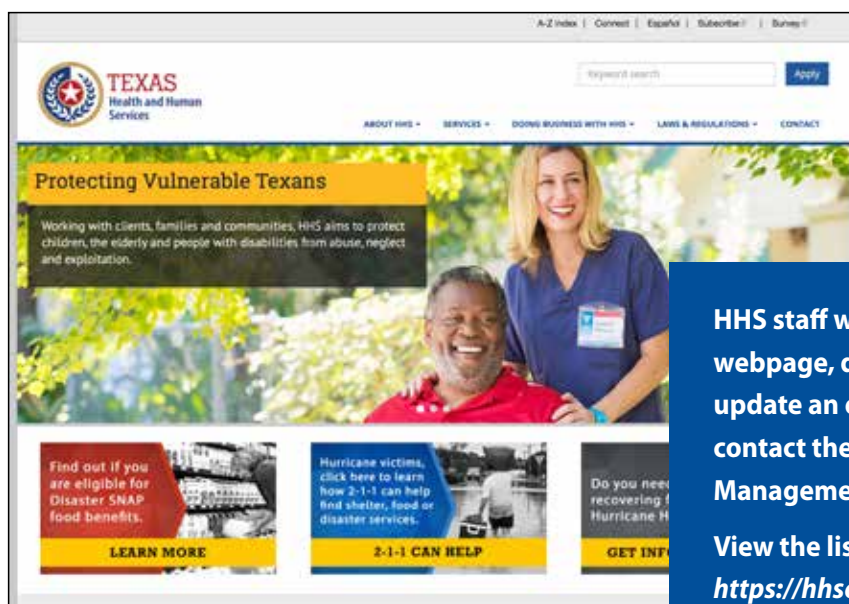 A-Z Index | Connect | Español | Subscribe | Survey
TEXAS
Health and Human
Services
Keyword search
Apply
ABOUT HHS
SERVICES
DOING BUSINESS WITH HHS
LAWS & REGULATIONS
CONTACT
Protecting Vulnerable Texans
Working with clients, families and communities, HHS aims to protect
children, the elderly and people with disabilities from abuse, neglect
and exploitation.
Find out if you
are eligible for
Disaster SNAP
food benefits.
LEARN MORE
Hurricane victims,
click here to learn
how 2-1-1 can help
find shelter, food or
disaster services.
2-1-1 CAN HELP
Do you need
recovering
Hurricane H
GET INF
HHS staff w
webpage,
update an
contact the
Manageme
View the lis
https://hhs